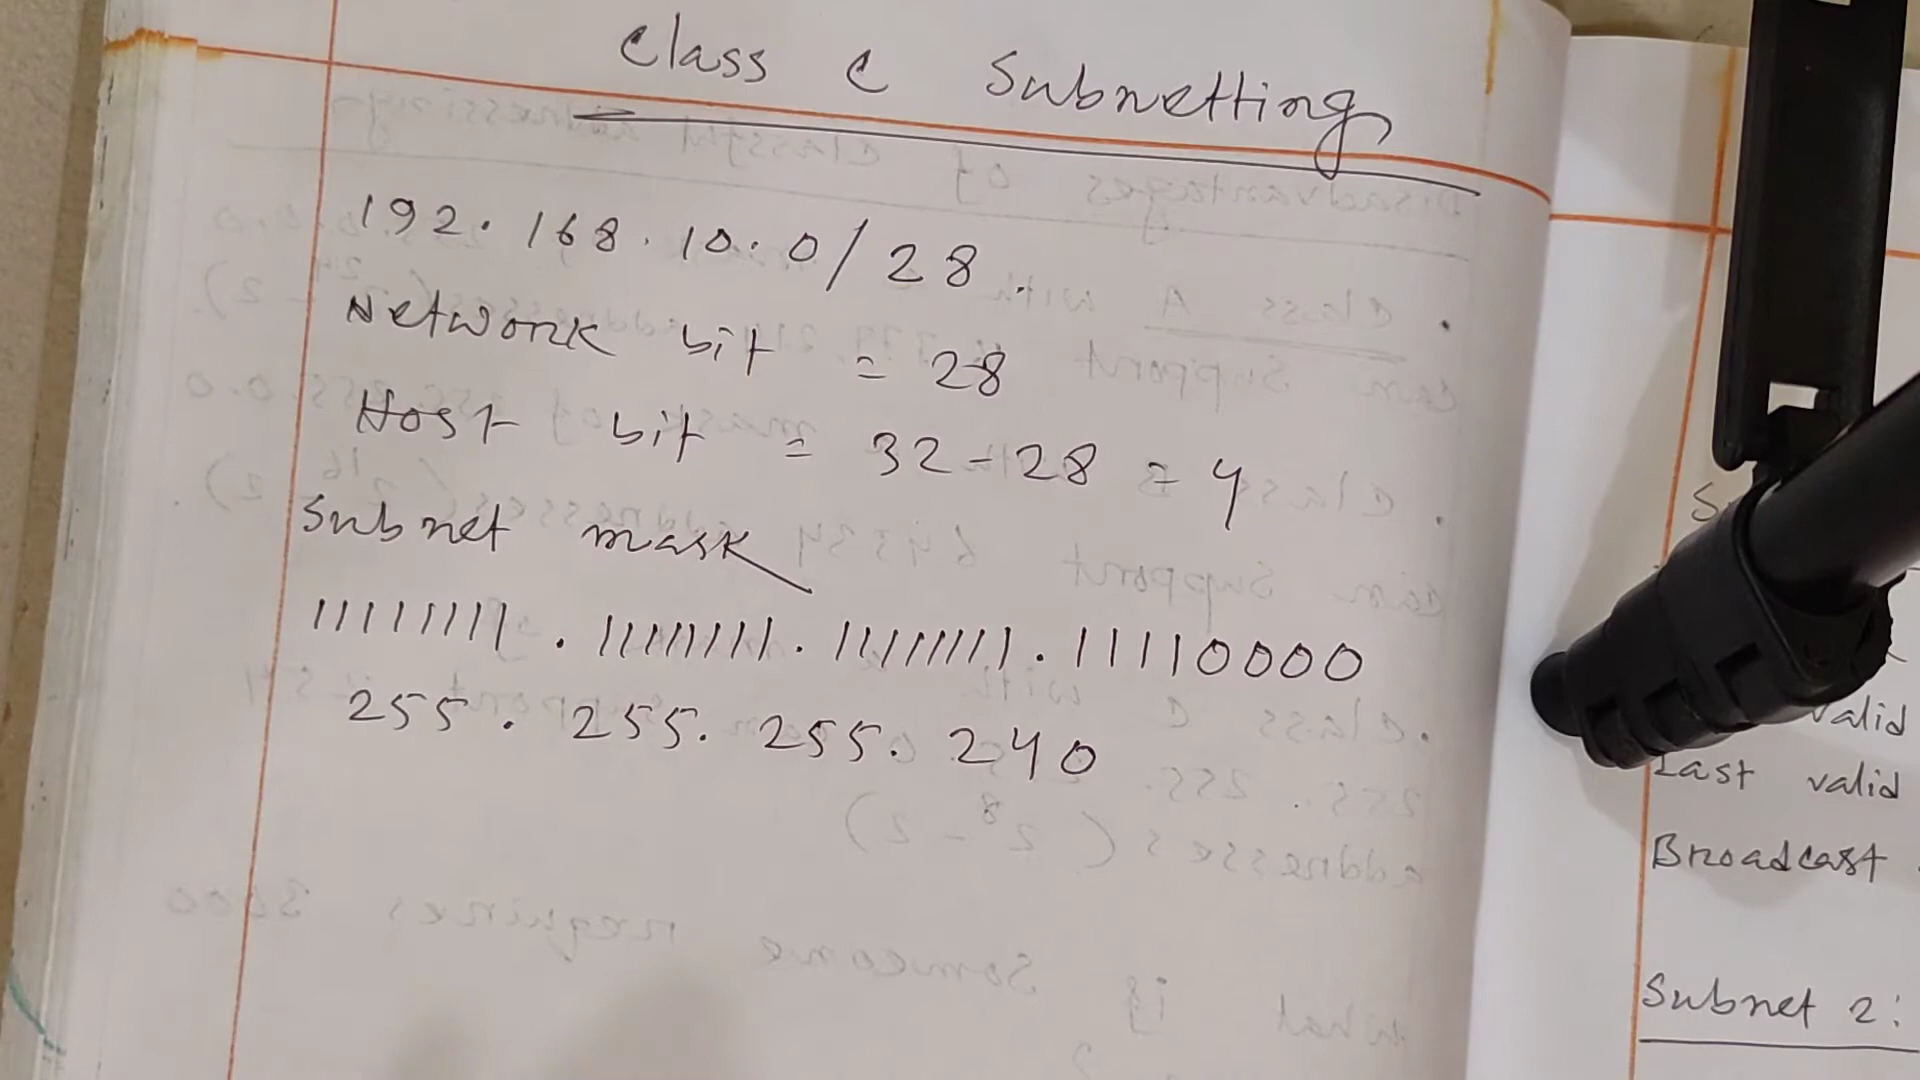 Class C Subnetting
192.168.10.0/28.
Network bit = 28
Host bit = 32-28 = 4
Subnet mask
11111111.11111111.11111111.11110000
255.255.255.240
valid
Last valid
Broadcast
Subnet 2: